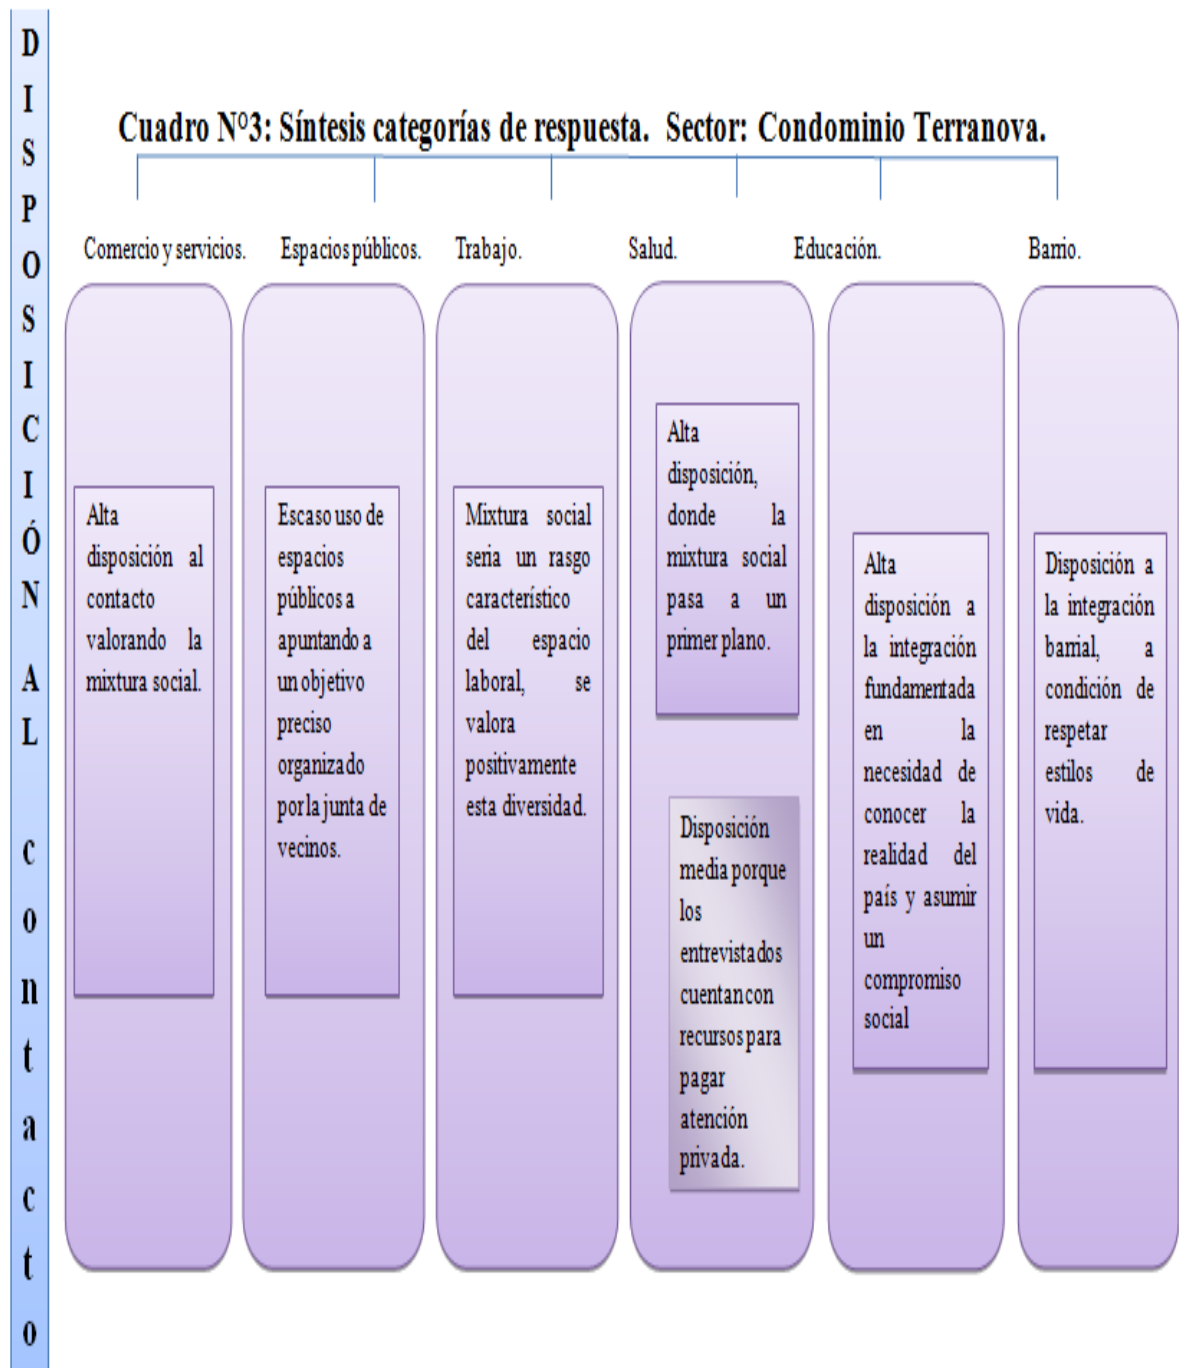 DISPOSICIÓN AL contacto
Cuadro N°3: Síntesis categorías de respuesta. Sector: Condominio Terranova.
Comercio y servicios.
Alta
disposición al
contacto
valorando la
mixtura social.
Espacios públicos.
Escaso uso de
espacios
públicos a
apuntando a
un objetivo
preciso
organizado
por la junta de
vecinos.
Trabajo.
Mixtura social
seria un rasgo
característico
del espacio
laboral, se
valora
positivamente
esta diversidad.
Salud.
Alta
disposición,
donde la
mixtura social
pasa a un
primer plano.
Disposición
media porque
los
entrevistados
cuentan con
recursos para
pagar
atención
privada.
Educación.
Alta
disposición a
la integración
fundamentada
en la
necesidad de
conocer la
realidad del
país y asumir
un
compromiso
social
Barrio.
Disposición a
la integración
barrial, a
condición de
respetar
estilos de
vida.